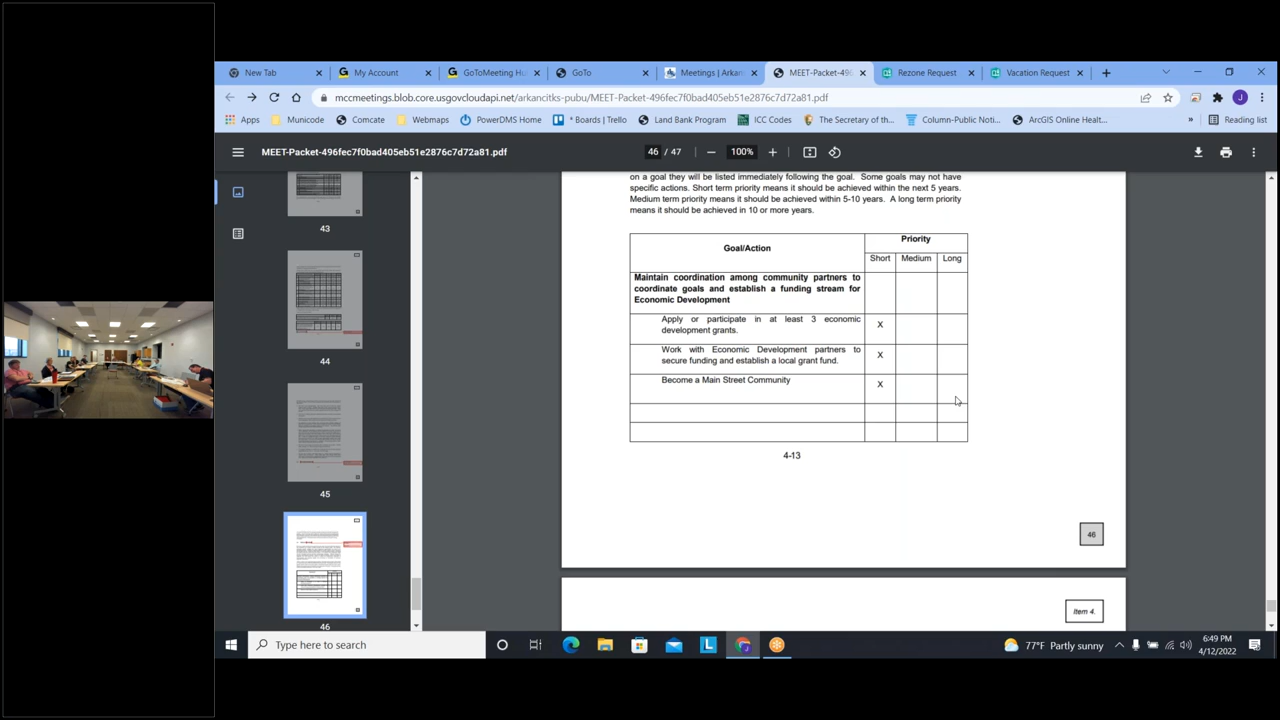 New Tab
My Account
GoToMeeting Hu
GoTo
Meetings | Arkan
MEET-Packet-496
Rezone Request
Vacation Request
mccmeetings.blob.core.usgovcloudapi.net/arkancitks-pubu/MEET-Packet-496fec7f0bad405eb51e2876c7d72a81.pdf
Apps
Municode
Comcate
Webmaps
PowerDMS Home
* Boards | Trello
Land Bank Program
ICC Codes
The Secretary of th...
Column-Public Noti...
ArcGIS Online Healt...
»
Reading list
MEET-Packet-496fec7f0bad405eb51e2876c7d72a81.pdf
46 / 47
100%
43
44
45
46
on a goal they will be listed immediately following the goal. Some goals may not have
specific actions. Short term priority means it should be achieved within the next 5 years.
Medium term priority means it should be achieved within 5-10 years. A long term priority
means it should be achieved in 10 or more years.
Goal/Action
Priority
Short Medium Long
Maintain coordination among community partners to
coordinate goals and establish a funding stream for
Economic Development
Apply or participate in at least 3 economic
development grants.
X
Work with Economic Development partners to
secure funding and establish a local grant fund.
X
Become a Main Street Community
X
4-13
46
Item 4.
Type here to search
77°F Partly sunny
6:49 PM
4/12/2022